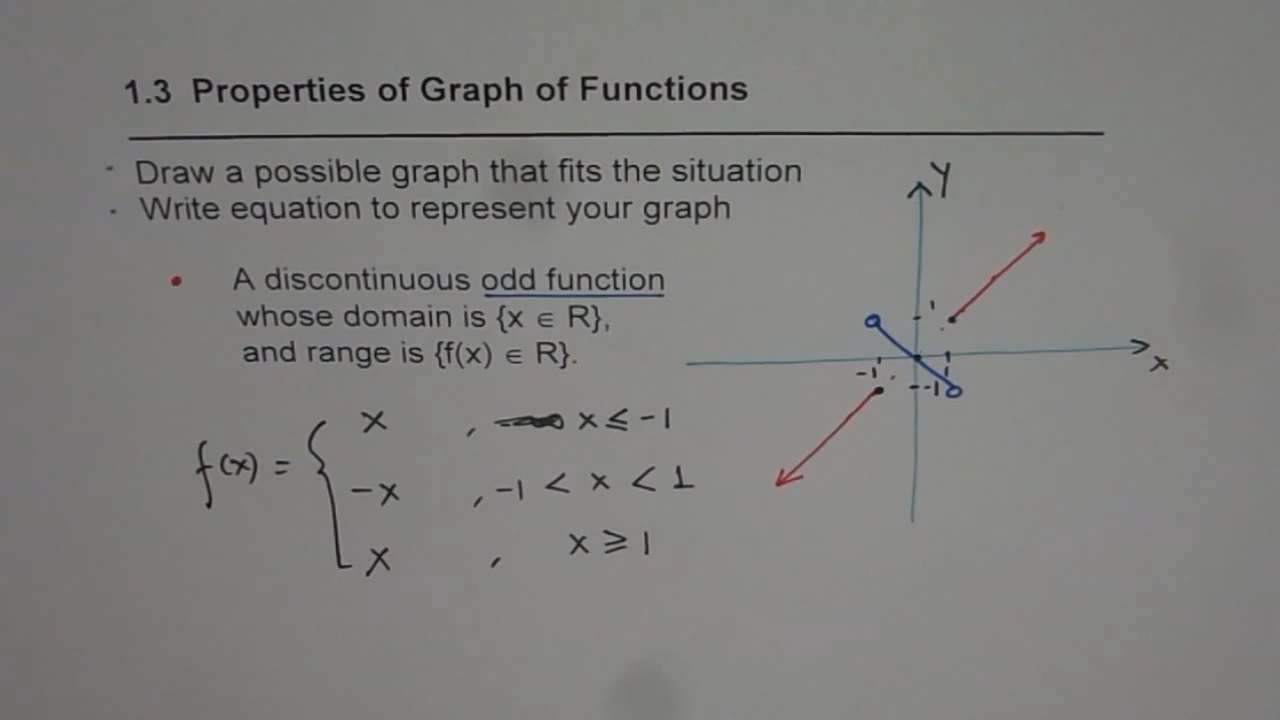 1.3 Properties of Graph of Functions
Draw a possible graph that fits the situation
Write equation to represent your graph
A discontinuous odd function
whose domain is {x ∈ R},
and range is {f(x) ∈ R}.
f(x) = { x , x ≤ -1
-x , -1 < x < 1
x , x ≥ 1
Y
1
-1
-1
x